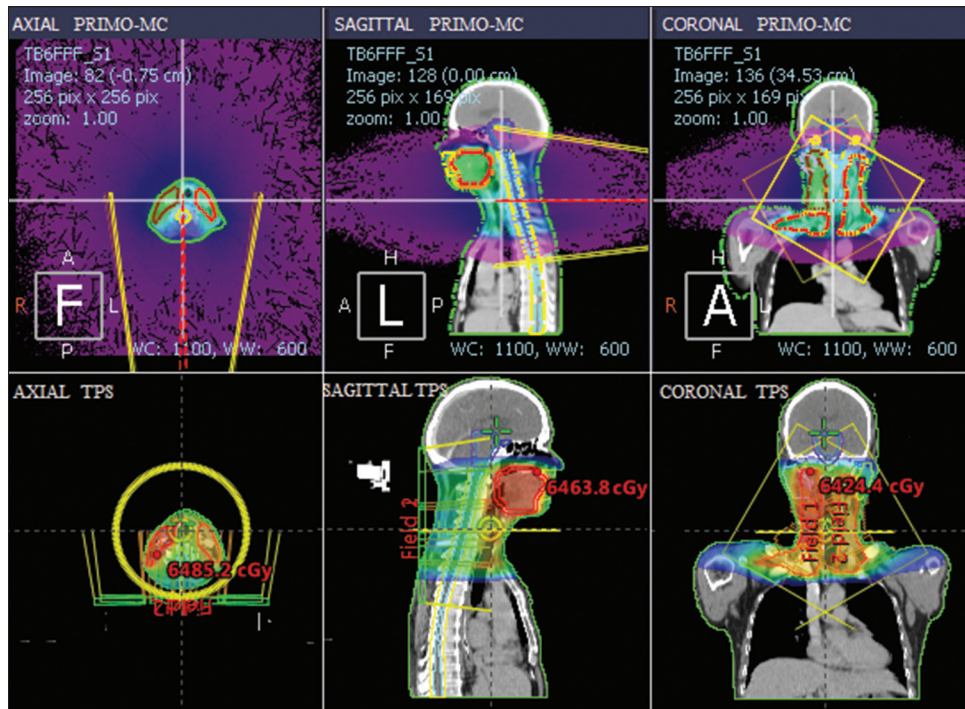 AXIAL PRIMO-MC
TB6FFF_S1
Image: 82 (-0.75 cm)
256 pix x 256 pix
zoom: 1.00
A
R F L
P
WC: 1100, WW: 600
SAGITTAL PRIMO-MC
TB6FFF_S1
Image: 128 (0.00 cm)
256 pix x 169 pix
zoom: 1.00
H
A L P
F
WC: 1100, WW: 600
CORONAL PRIMO-MC
TB6FFF_S1
Image: 136 (34.53 cm)
256 pix x 169 pix
zoom: 1.00
H
R A L
F
WC: 1100, WW: 600
AXIAL TPS
6485.2 cGy
SAGITTAL TPS
6463.8 cGy
Field 2
CORONAL TPS
6424.4 cGy
Field 1
Field 2